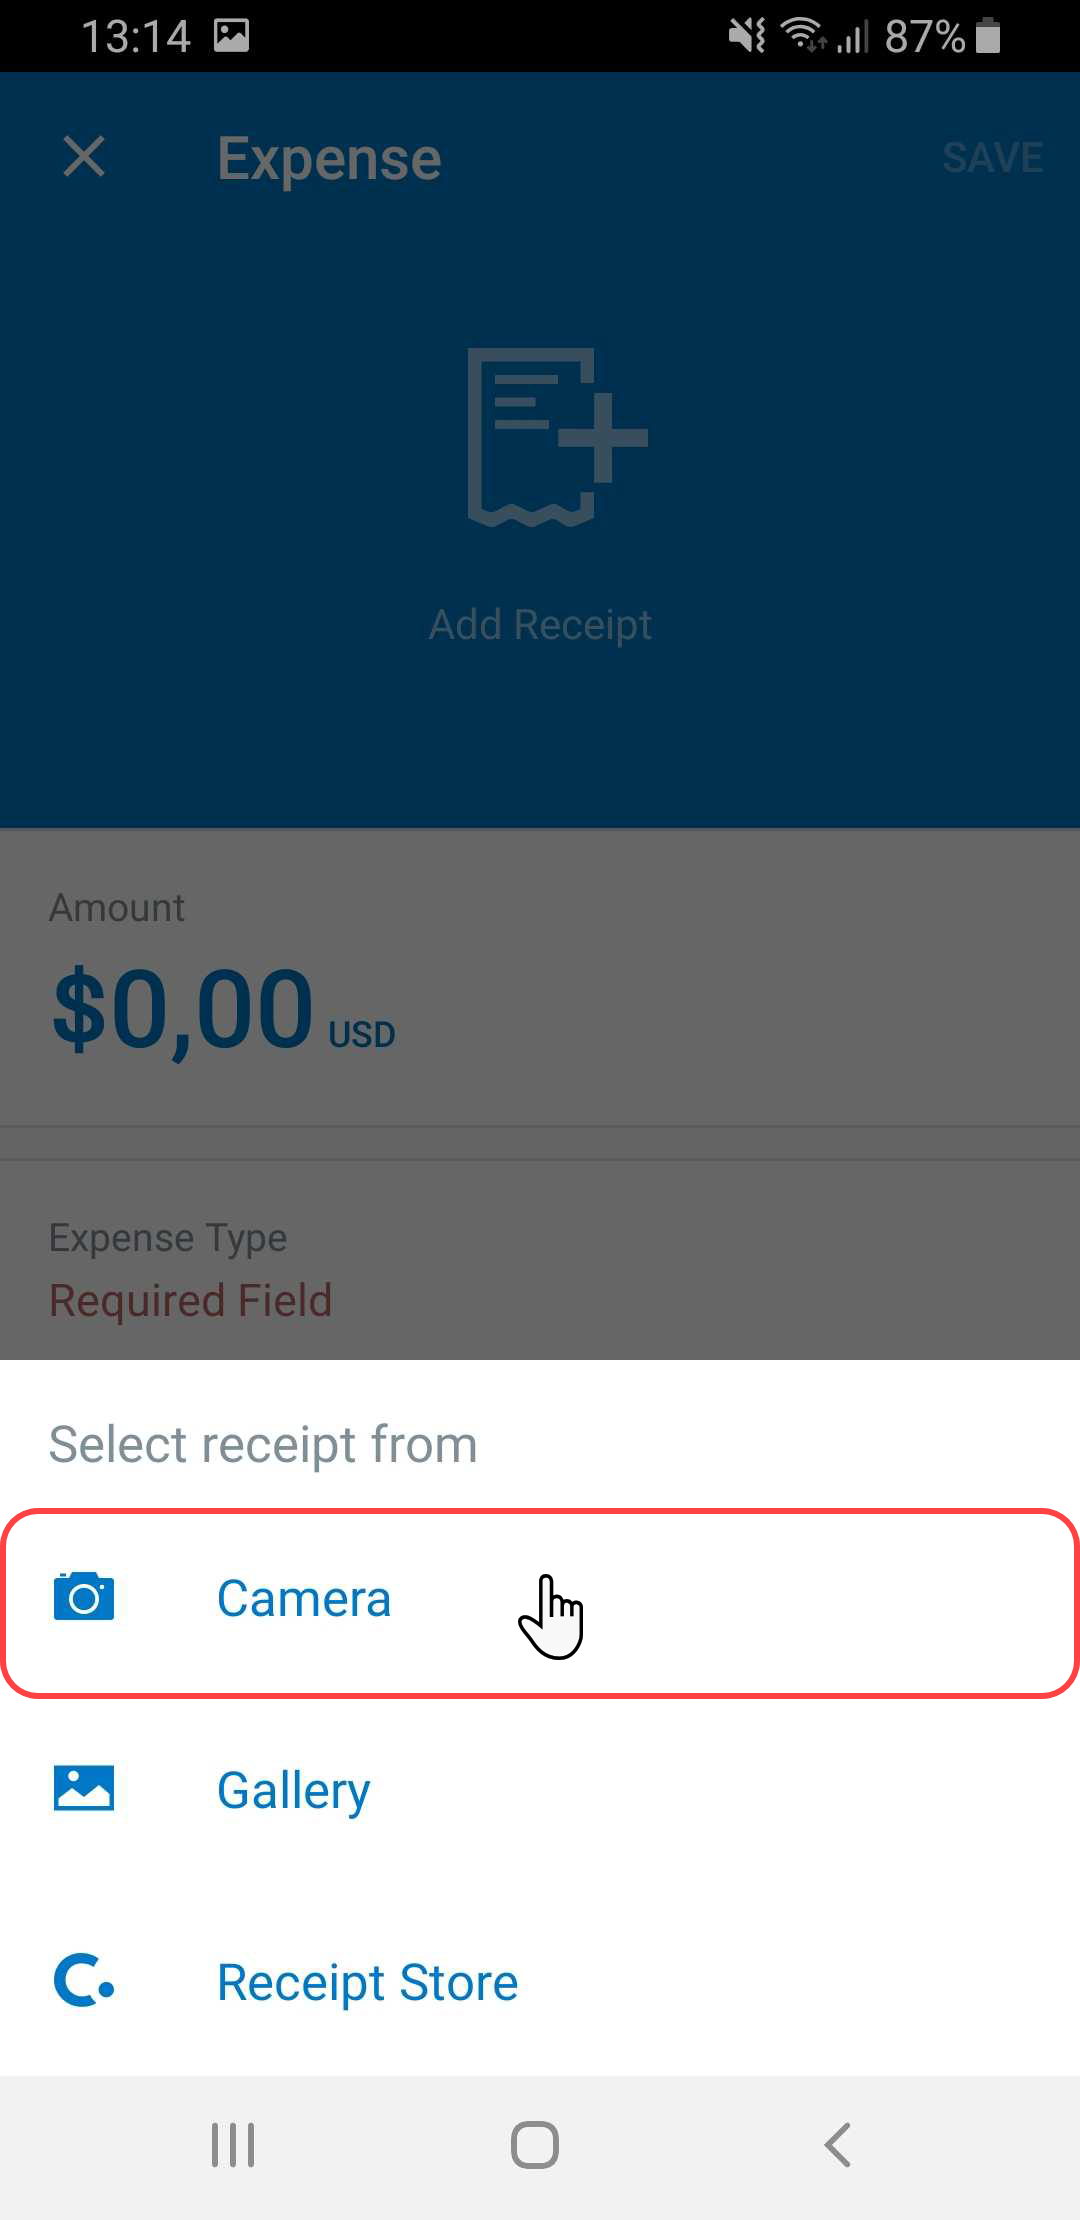 13:14
87%
Expense
SAVE
Add Receipt
Amount
$0,00 USD
Expense Type
Required Field
Select receipt from
Camera
Gallery
Receipt Store